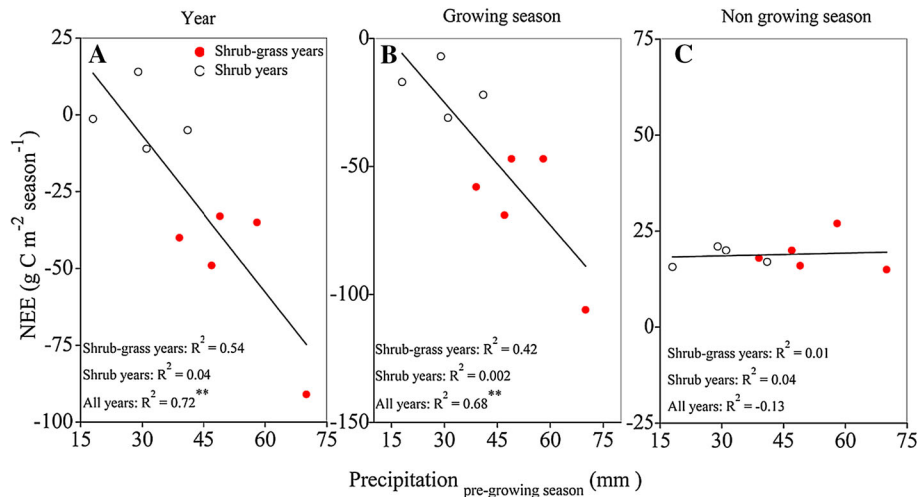 Year
Growing season
Non growing season
A
Shrub-grass years
Shrub years
B
C
25
0
-25
-50
-75
-100
0
-50
-100
-150
75
50
25
0
-25
NEE (g C m⁻² season⁻¹)
Shrub-grass years: R² = 0.54
Shrub years: R² = 0.04
All years: R² = 0.72**
Shrub-grass years: R² = 0.42
Shrub years: R² = 0.002
All years: R² = 0.68**
Shrub-grass years: R² = 0.01
Shrub years: R² = 0.04
All years: R² = -0.13
15 30 45 60 75
15 30 45 60 75
15 30 45 60 75
Precipitation pre-growing season (mm)